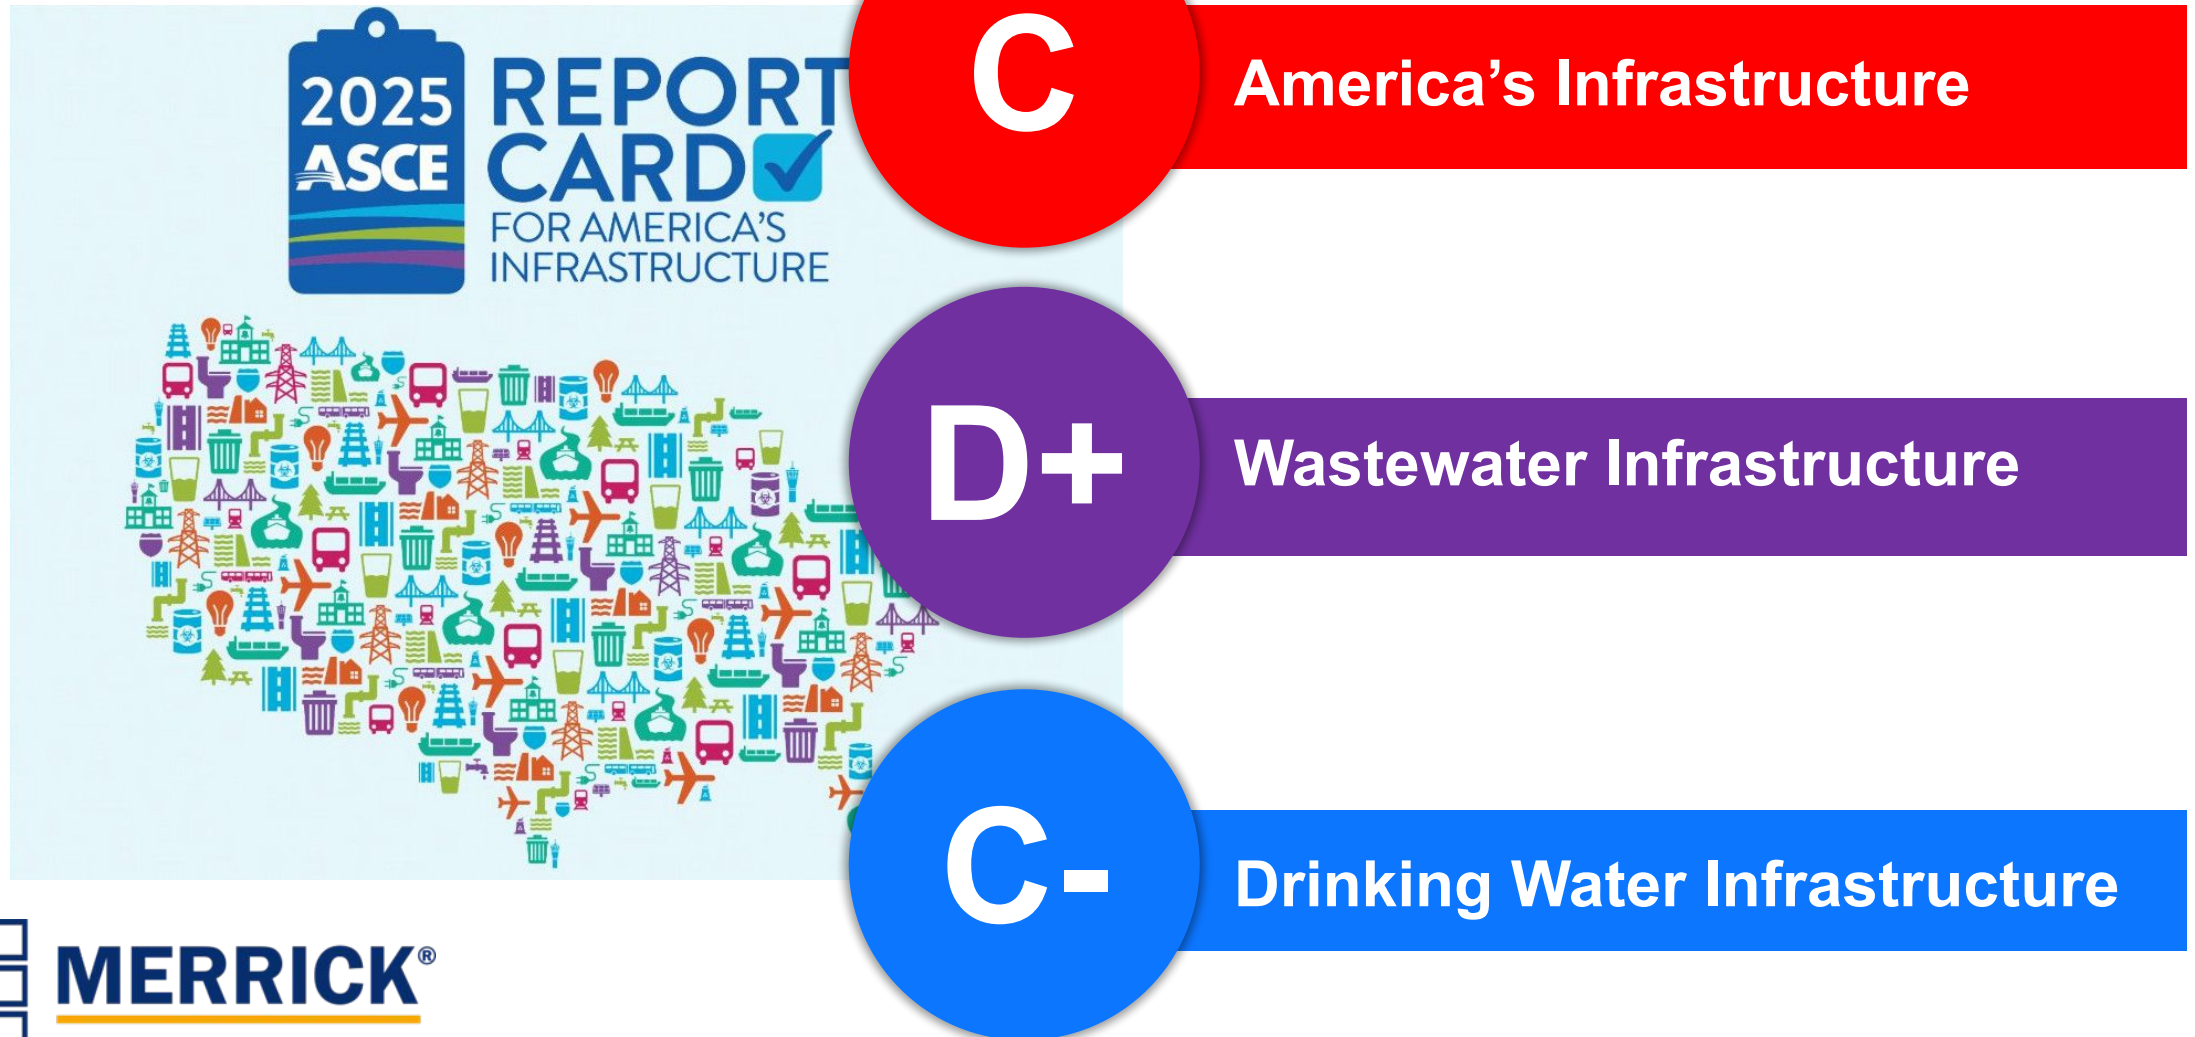 2025
ASCE
REPORT
CARD
FOR AMERICA'S
INFRASTRUCTURE
C
America’s Infrastructure
D+
Wastewater Infrastructure
C-
Drinking Water Infrastructure
MERRICK®